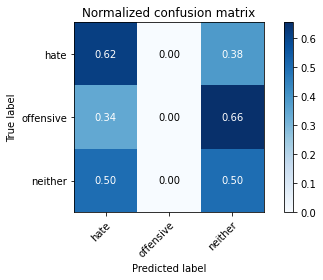 Normalized confusion matrix
True label
hate 0.62 0.00 0.38
offensive 0.34 0.00 0.66
neither 0.50 0.00 0.50
hate offensive neither
Predicted label
0.6
0.5
0.4
0.3
0.2
0.1
0.0